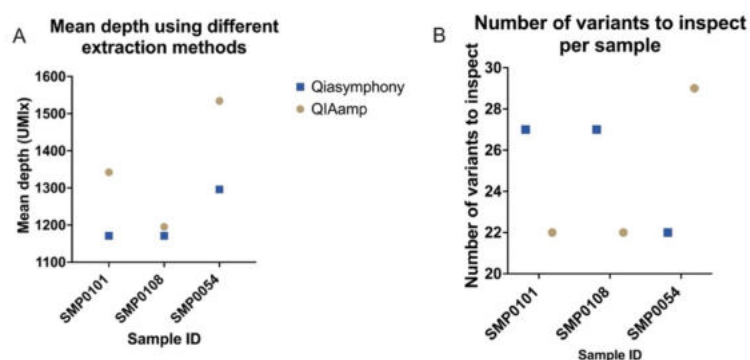 A
Mean depth using different
extraction methods
Mean depth (UMIx)
1600
1500
1400
1300
1200
1100
SMP0101
SMP0108
SMP0054
Sample ID
Qiasymphony
QIAamp
B
Number of variants to inspect
per sample
Number of variants to inspect
30
28
26
24
22
20
SMP0101
SMP0108
SMP0054
Sample ID